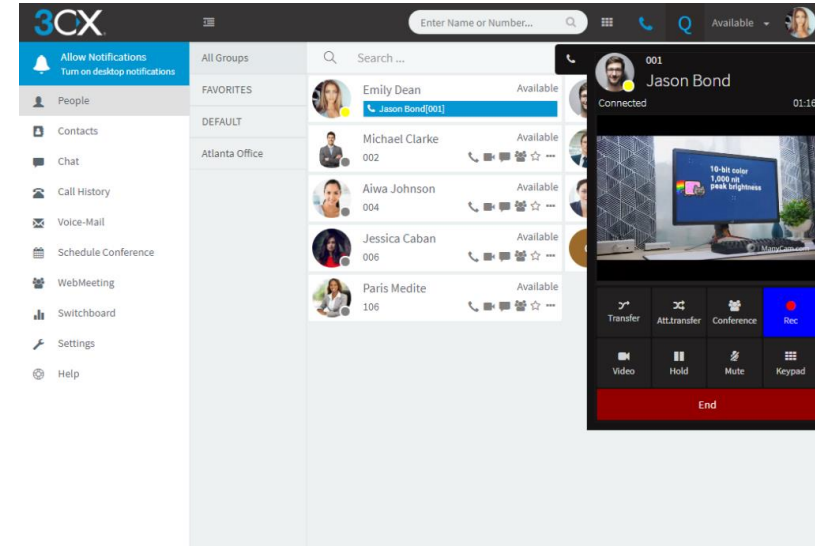 3CX
Enter Name or Number...
Q
Available
Allow Notifications
Turn on desktop notifications
People
Contacts
Chat
Call History
Voice-Mail
Schedule Conference
WebMeeting
Switchboard
Settings
Help
All Groups
FAVORITES
DEFAULT
Atlanta Office
Search ...
Emily Dean
Available
Jason Bond[001]
Michael Clarke
Available
002
Aiwa Johnson
Available
004
Jessica Caban
Available
006
Paris Medite
Available
106
001
Jason Bond
Connected
01:16
10-bit color
1,000 nit
peak brightness
ManyCam.com
Transfer
Att.transfer
Conference
Rec
Video
Hold
Mute
Keypad
End